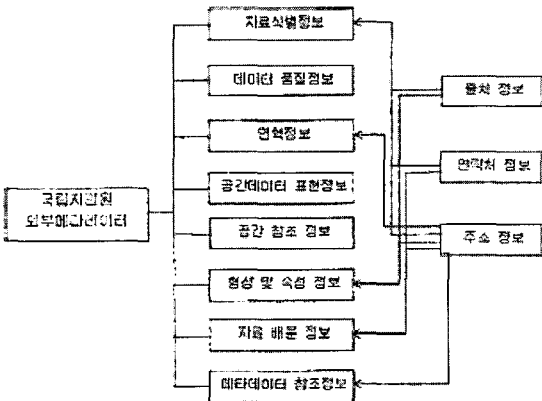 지료식별정보
데이터 품질정보
출처 정보
연혁정보
연락처 정보
공간데이터 표현정보
국립지리원
외부메타데이터
공간 참조 정보
주소 정보
형상 및 속성 정보
자료 배분 정보
메타데이터 참조정보